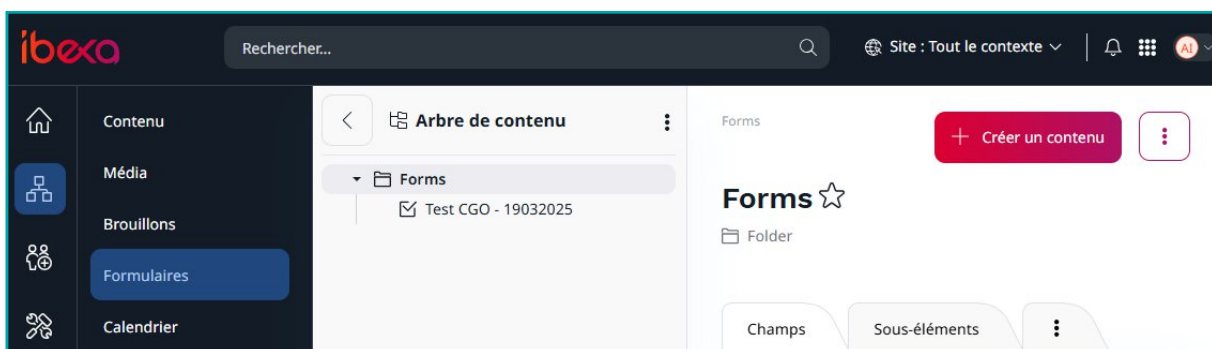 ibexa
Rechercher...
Site : Tout le contexte
AI
Contenu
Média
Brouillons
Formulaires
Calendrier
Arbre de contenu
Forms
Test CGO - 19032025
Forms
Créer un contenu
Forms
Folder
Champs
Sous-éléments